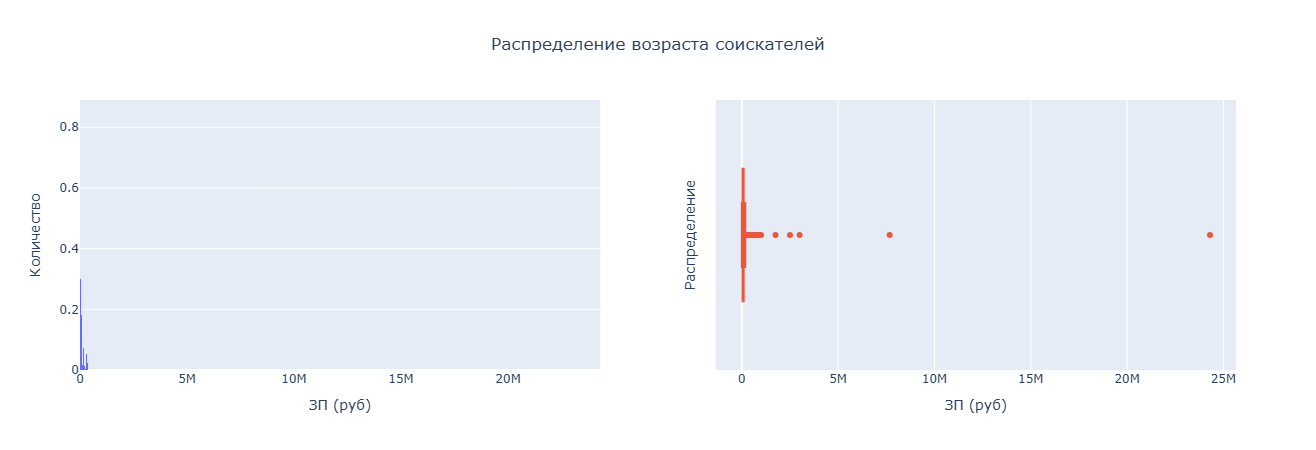 Распределение возраста соискателей
Количество
0.8
0.6
0.4
0.2
0
0 5M 10M 15M 20M
ЗП (руб)
Распределение
0 5M 10M 15M 20M 25M
ЗП (руб)